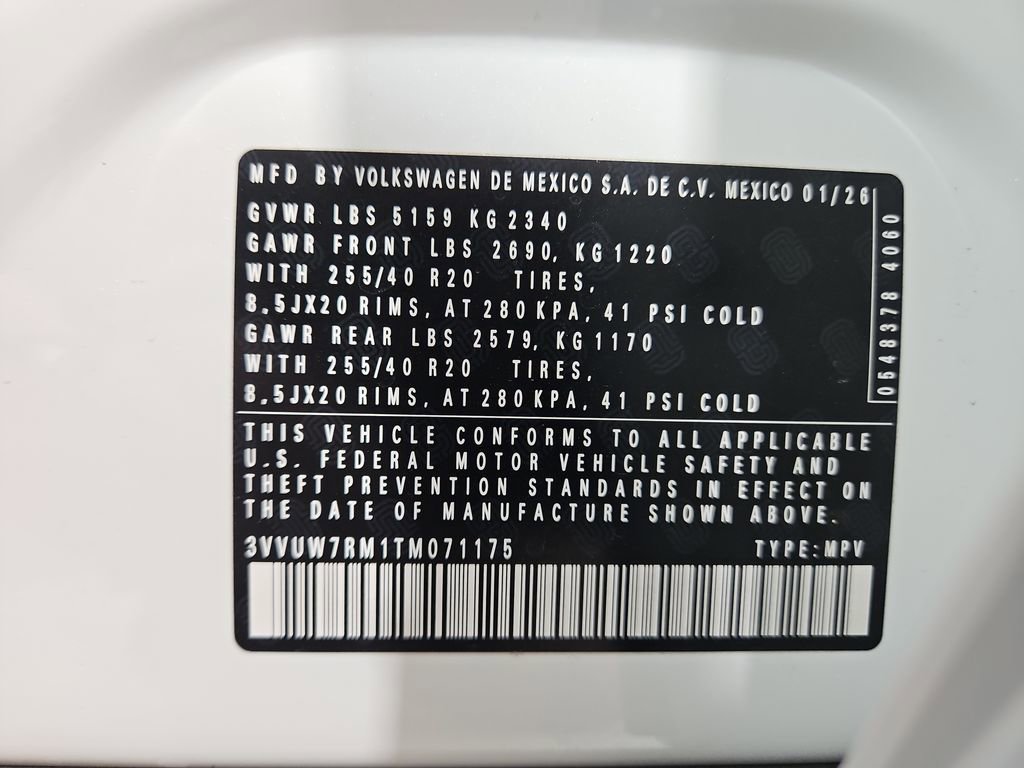 MFD BY VOLKSWAGEN DE MEXICO S.A. DE C.V. MEXICO 01/26
GVWR LBS 5159 KG 2340
GAWR FRONT LBS 2690, KG 1220
WITH 255/40 R20 TIRES,
8.5JX20 RIMS, AT 280 KPA, 41 PSI COLD
GAWR REAR LBS 2579, KG 1170
WITH 255/40 R20 TIRES,
8.5JX20 RIMS, AT 280 KPA, 41 PSI COLD
0548378 4060
THIS VEHICLE CONFORMS TO ALL APPLICABLE
U.S. FEDERAL MOTOR VEHICLE SAFETY AND
THEFT PREVENTION STANDARDS IN EFFECT ON
THE DATE OF MANUFACTURE SHOWN ABOVE.
3VVUW7RM1TM071175 TYPE:MPV